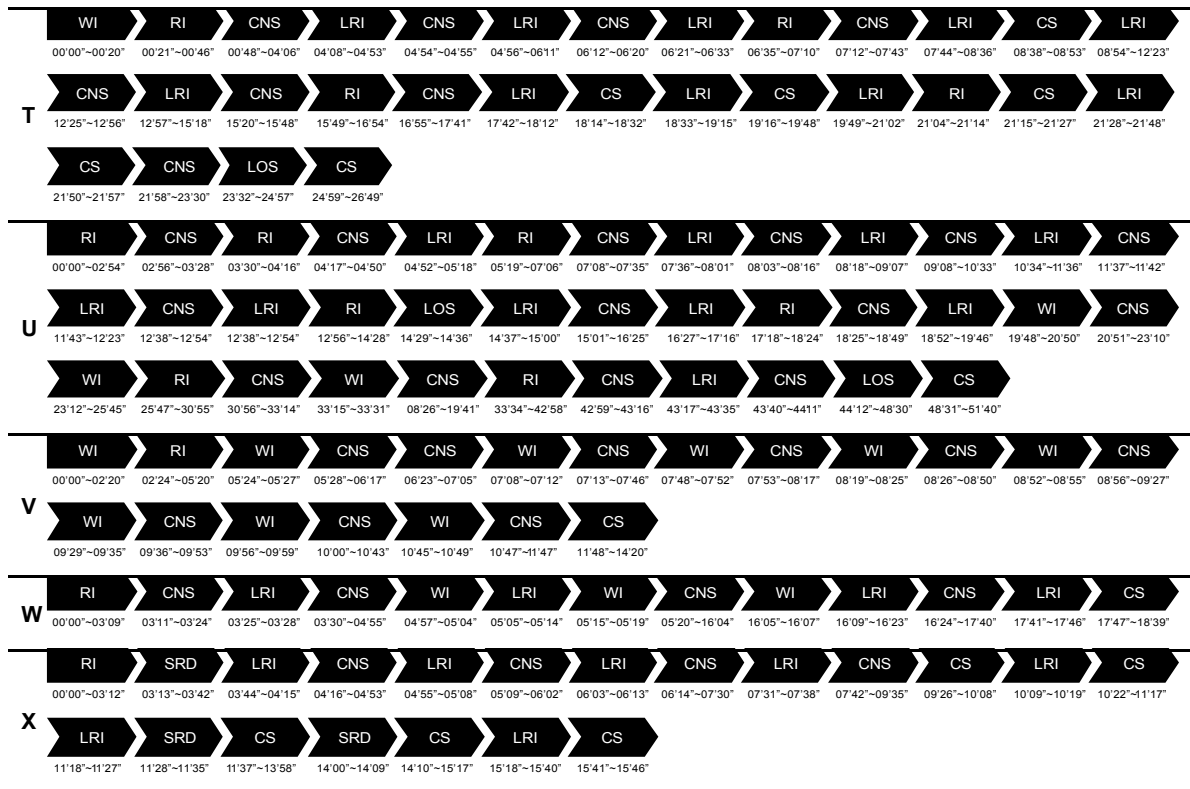 WI RI CNS LRI CNS LRI CNS LRI RI CNS LRI CS LRI
00'00”~00'20” 00'21”~00'46” 00'48”~04'06” 04'08”~04'53” 04'54”~04'55” 04'56”~06'11” 06'12”~06'20” 06'21”~06'33” 06'35”~07'10” 07'12”~07'43” 07'44”~08'36” 08'38”~08'53” 08'54”~12'23”
CNS LRI CNS RI CNS LRI CS LRI CS LRI RI CS LRI
T
12'25”~12'56” 12'57”~15'18” 15'20”~15'48” 15'49”~16'54” 16'55”~17'41” 17'42”~18'12” 18'14”~18'32” 18'33”~19'15” 19'16”~19'48” 19'49”~21'02” 21'04”~21'14” 21'15”~21'27” 21'28”~21'48”
CS CNS LOS CS
21'50”~21'57” 21'58”~23'30” 23'32”~24'57” 24'59”~26'49”
RI CNS RI CNS LRI RI CNS LRI CNS LRI CNS LRI CNS
00'00”~02'54” 02'56”~03'28” 03'30”~04'16” 04'17”~04'50” 04'52”~05'18” 05'19”~07'06” 07'08”~07'35” 07'36”~08'01” 08'03”~08'16” 08'18”~09'07” 09'08”~10'33” 10'34”~11'36” 11'37”~11'42”
LRI CNS LRI RI LOS LRI CNS LRI RI CNS LRI WI CNS
U
11'43”~12'23” 12'38”~12'54” 12'38”~12'54” 12'56”~14'28” 14'29”~14'36” 14'37”~15'00” 15'01”~16'25” 16'27”~17'16” 17'18”~18'24” 18'25”~18'49” 18'52”~19'46” 19'48”~20'50” 20'51”~23'10”
WI RI CNS WI CNS RI CNS LRI CNS LOS CS
23'12”~25'45” 25'47”~30'55” 30'56”~33'14” 33'15”~33'31” 08'26”~19'41” 33'34”~42'58” 42'59”~43'16” 43'17”~43'35” 43'40”~4411” 44'12”~48'30” 48'31”~51'40”
WI RI WI CNS CNS WI CNS WI CNS WI CNS WI CNS
00'00”~02'20” 02'24”~05'20” 05'24”~05'27” 05'28”~06'17” 06'23”~07'05” 07'08”~07'12” 07'13”~07'46” 07'48”~07'52” 07'53”~08'17” 08'19”~08'25” 08'26”~08'50” 08'52”~08'55” 08'56”~09'27”
V
WI CNS WI CNS WI CNS CS
09'29”~09'35” 09'36”~09'53” 09'56”~09'59” 10'00”~10'43” 10'45”~10'49” 10'47”~11'47” 11'48”~14'20”
RI CNS LRI CNS WI LRI WI CNS WI LRI CNS LRI CS
W
00'00”~03'09” 03'11”~03'24” 03'25”~03'28” 03'30”~04'55” 04'57”~05'04” 05'05”~05'14” 05'15”~05'19” 05'20”~16'04” 16'05”~16'07” 16'09”~16'23” 16'24”~17'40” 17'41”~17'46” 17'47”~18'39”
RI SRD LRI CNS LRI CNS LRI CNS LRI CNS CS LRI CS
00'00”~03'12” 03'13”~03'42” 03'44”~04'15” 04'16”~04'53” 04'55”~05'08” 05'09”~06'02” 06'03”~06'13” 06'14”~07'30” 07'31”~07'38” 07'42”~09'35” 09'26”~10'08” 10'09”~10'19” 10'22”~11'17”
X
LRI SRD CS SRD CS LRI CS
11'18”~11'27” 11'28”~11'35” 11'37”~13'58” 14'00”~14'09” 14'10”~15'17” 15'18”~15'40” 15'41”~15'46”